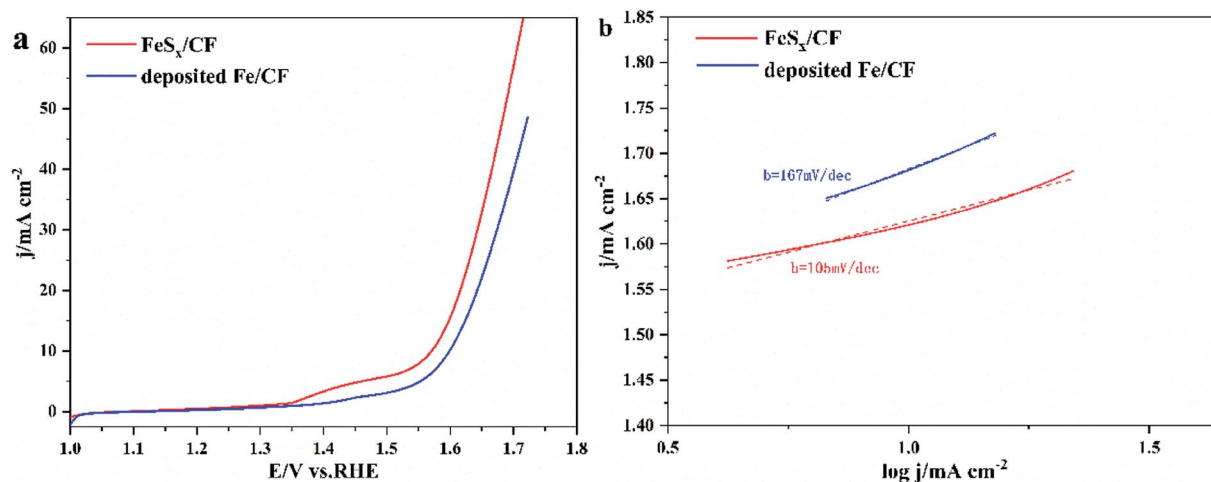 a
FeSx/CF
deposited Fe/CF
j/mA cm-2
60
50
40
30
20
10
0
1.0 1.1 1.2 1.3 1.4 1.5 1.6 1.7 1.8
E/V vs.RHE
b
FeSx/CF
deposited Fe/CF
j/mA cm-2
1.85
1.80
1.75
1.70
1.65
1.60
1.55
1.50
1.45
1.40
b=167mV/dec
b=105mV/dec
0.5 1.0 1.5
log j/mA cm-2